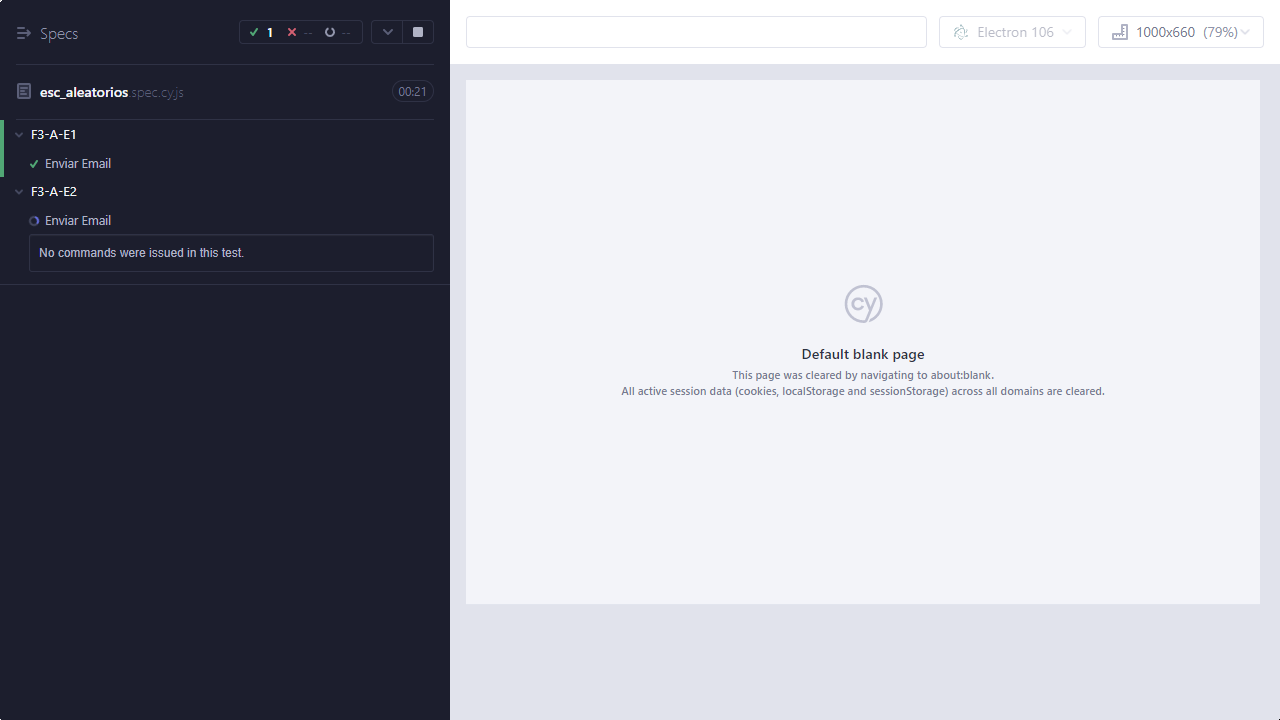 Specs
1 -- --
esc_aleatorios.spec.cy.js
00:21
F3-A-E1
Enviar Email
F3-A-E2
Enviar Email
No commands were issued in this test.
Electron 106
1000x660 (79%)
cy
Default blank page
This page was cleared by navigating to about:blank.
All active session data (cookies, localStorage and sessionStorage) across all domains are cleared.